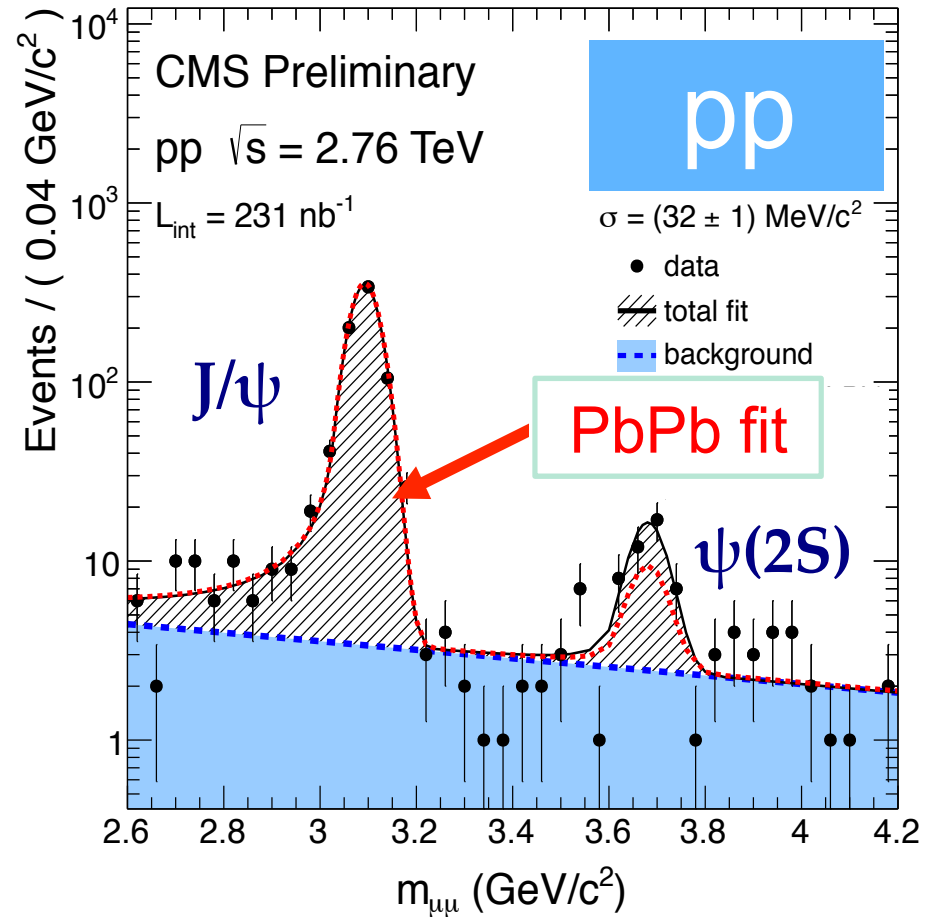 CMS Preliminary
pp √s = 2.76 TeV
L_int = 231 nb⁻¹
pp
σ = (32 ± 1) MeV/c²
data
total fit
background
J/ψ
PbPb fit
ψ(2S)
Events / ( 0.04 GeV/c²)
10⁴
10³
10²
10
1
2.6 2.8 3 3.2 3.4 3.6 3.8 4 4.2
m_μμ (GeV/c²)